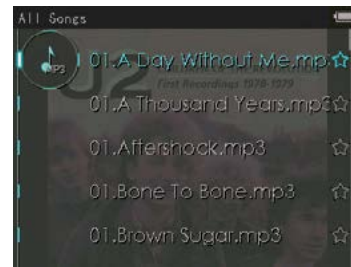 All Songs
MP3
01.A Day Without Me.mp
U2
First Recordings 1978-1979
01.A Thousand Years.mp3
01.Aftershock.mp3
01.Bone To Bone.mp3
01.Brown Sugar.mp3